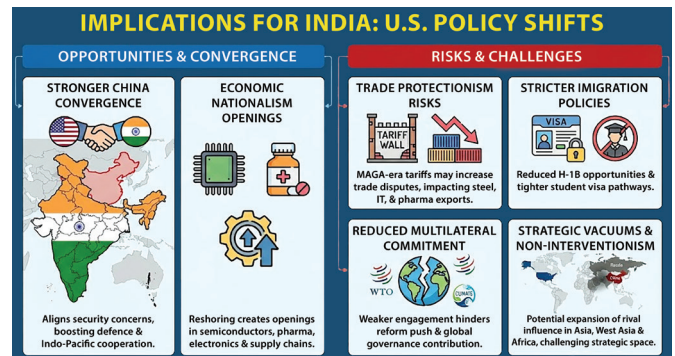 IMPLICATIONS FOR INDIA: U.S. POLICY SHIFTS
OPPORTUNITIES & CONVERGENCE
STRONGER CHINA
CONVERGENCE
Aligns security concerns,
boosting defence &
Indo-Pacific cooperation.
ECONOMIC
NATIONALISM
OPENINGS
Reshoring creates openings
in semiconductors, pharma,
electronics & supply chains.
RISKS & CHALLENGES
TRADE PROTECTIONISM
RISKS
TARIFF
WALL
MAGA-era tariffs may increase
trade disputes, impacting steel,
IT, & pharma exports.
STRICTER IMIGRATION
POLICIES
VISA
Reduced H-1B opportunities &
tighter student visa pathways.
REDUCED MULTILATERAL
COMMITMENT
WTO
CLIMATE
Weaker engagement hinders
reform push & global
governance contribution.
STRATEGIC VACUUMS &
NON-INTERVENTIONISM
Russia
Potential expansion of rival
influence in Asia, West Asia &
Africa, challenging strategic space.